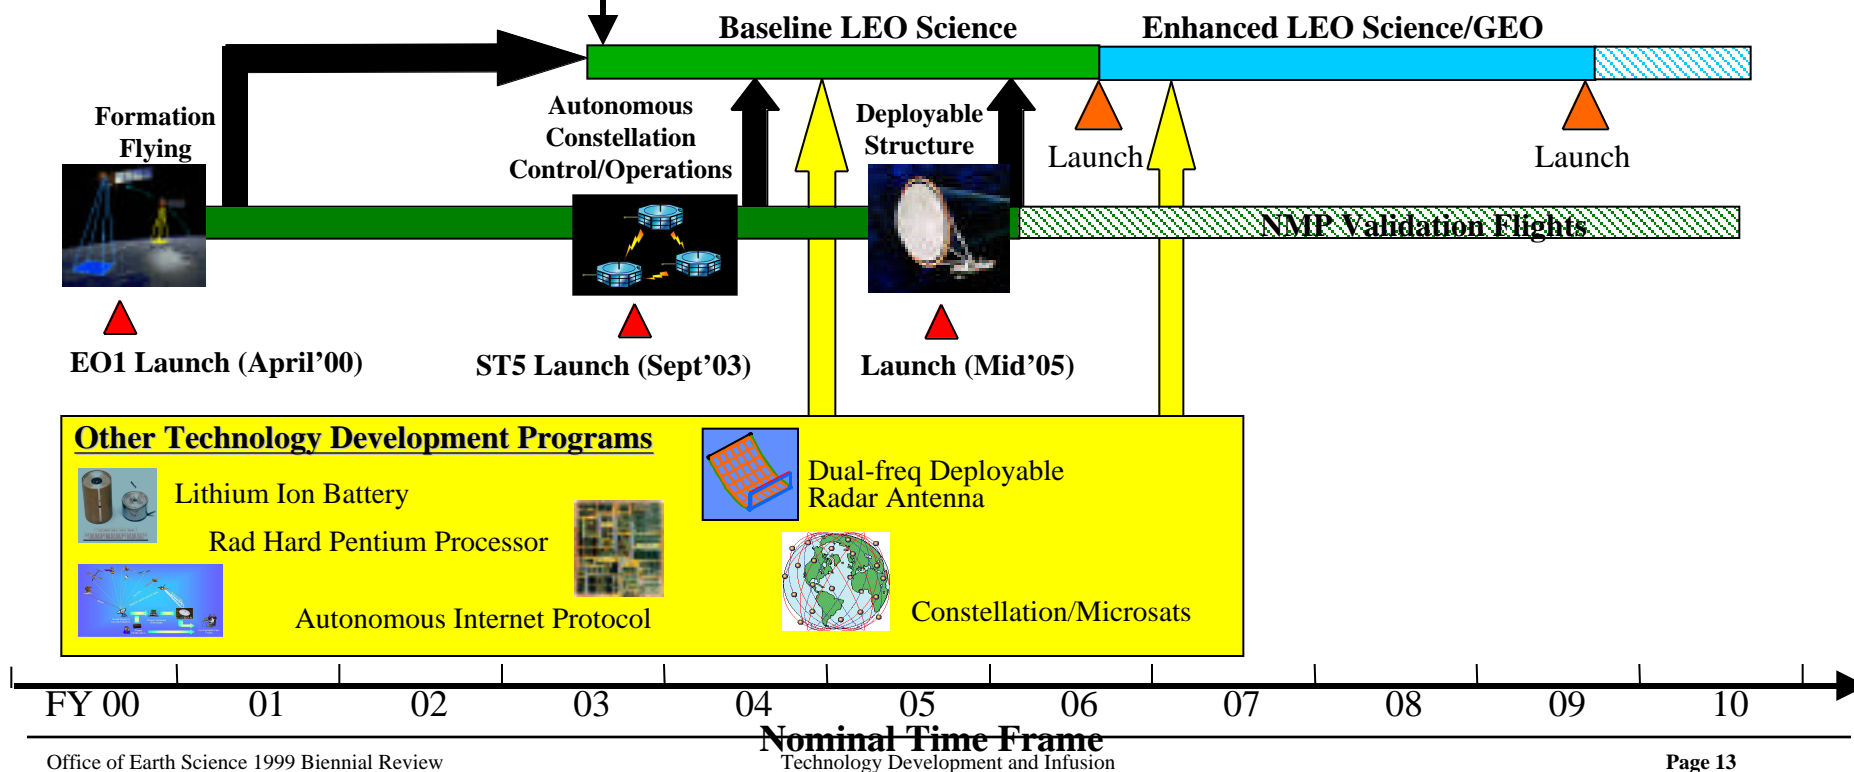 Baseline LEO Science
Enhanced LEO Science/GEO
Formation
Flying
Autonomous
Constellation
Control/Operations
Deployable
Structure
Launch
Launch
NMP Validation Flights
EO1 Launch (April'00)
ST5 Launch (Sept'03)
Launch (Mid'05)
Other Technology Development Programs
Lithium Ion Battery
Rad Hard Pentium Processor
Autonomous Internet Protocol
Dual-freq Deployable
Radar Antenna
Constellation/Microsats
FY 00 01 02 03 04 05 06 07 08 09 10
Nominal Time Frame
Office of Earth Science 1999 Biennial Review
Technology Development and Infusion
Page 13